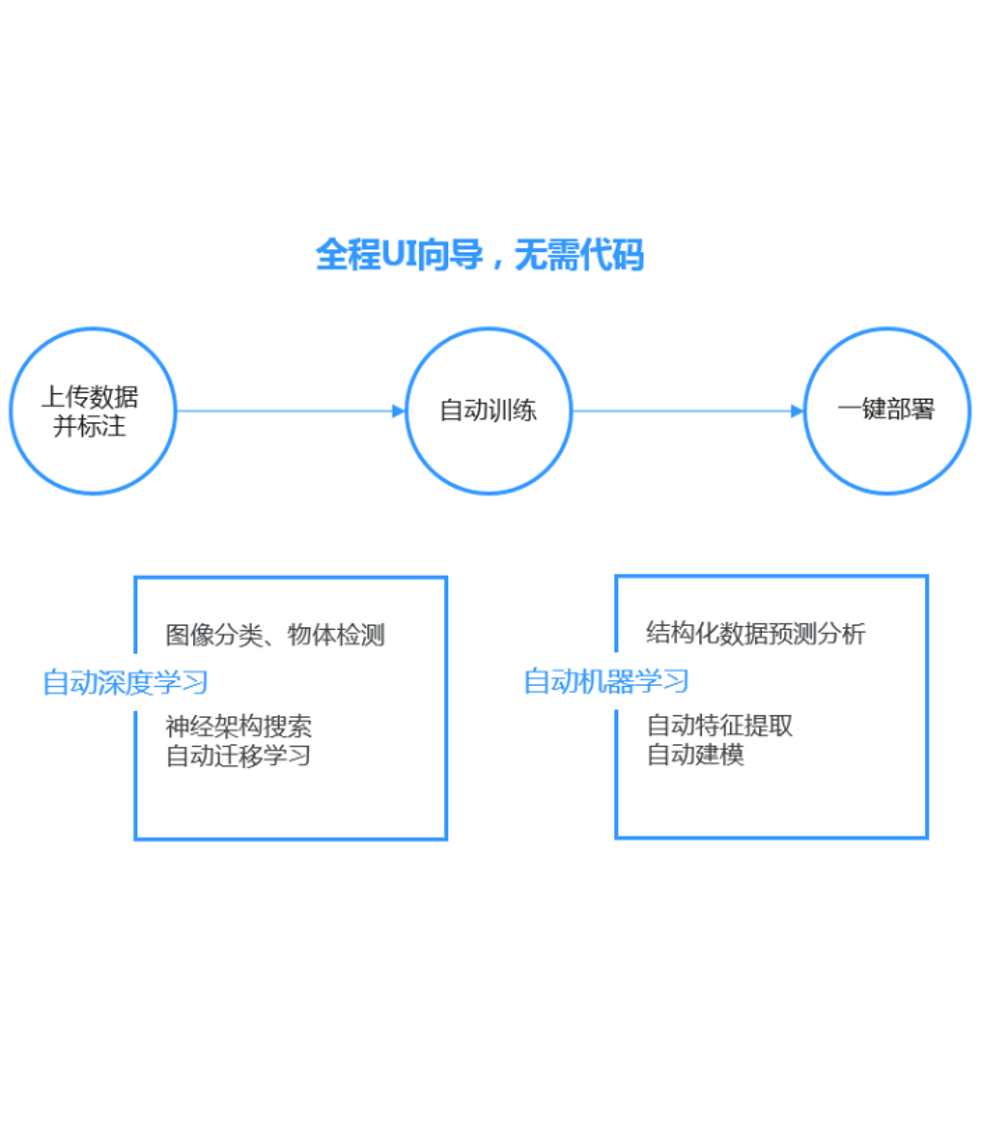 全程UI向导，无需代码
上传数据
并标注
自动训练
一键部署
图像分类、物体检测
自动深度学习
神经架构搜索
自动迁移学习
结构化数据预测分析
自动机器学习
自动特征提取
自动建模